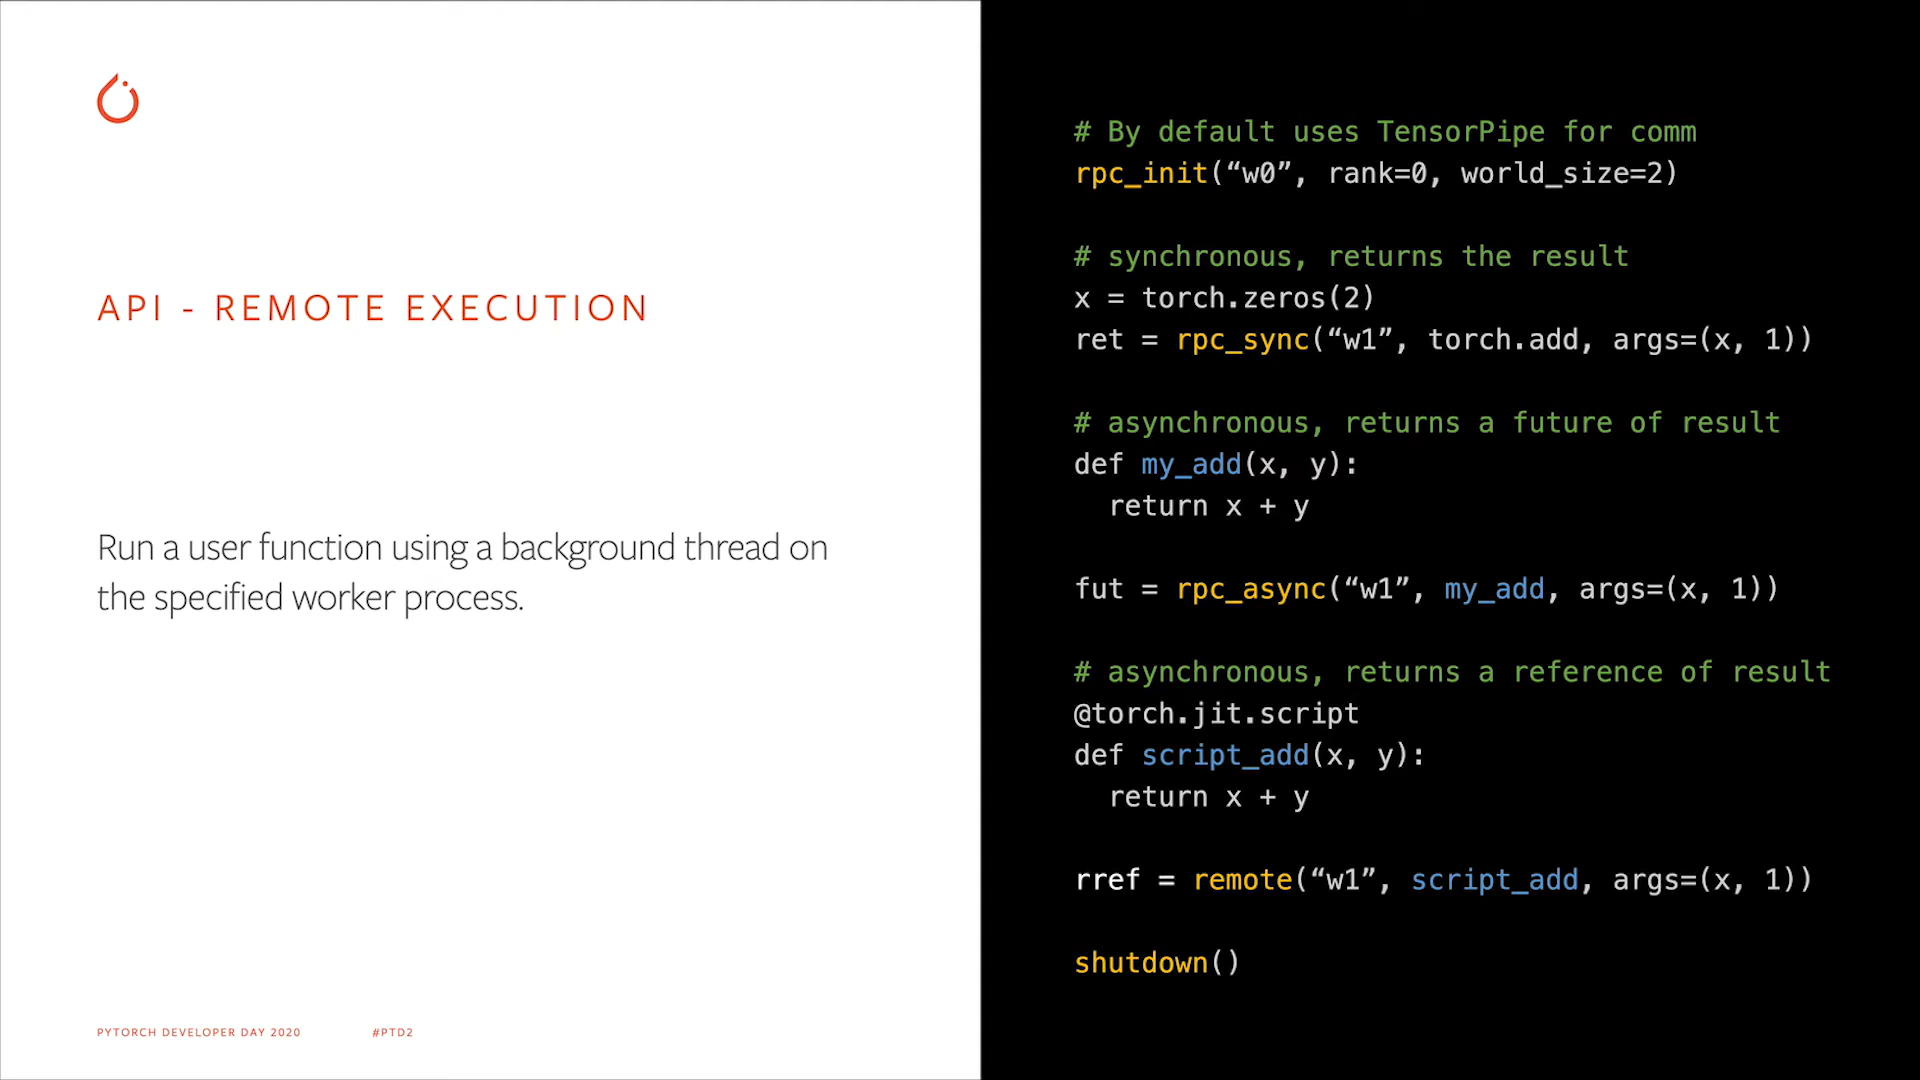 API - REMOTE EXECUTION
Run a user function using a background thread on
the specified worker process.
PYTORCH DEVELOPER DAY 2020
#PTD2
# By default uses TensorPipe for comm
rpc_init(“w0”, rank=0, world_size=2)
# synchronous, returns the result
x = torch.zeros(2)
ret = rpc_sync(“w1”, torch.add, args=(x, 1))
# asynchronous, returns a future of result
def my_add(x, y):
  return x + y
fut = rpc_async(“w1”, my_add, args=(x, 1))
# asynchronous, returns a reference of result
@torch.jit.script
def script_add(x, y):
  return x + y
rref = remote(“w1”, script_add, args=(x, 1))
shutdown()